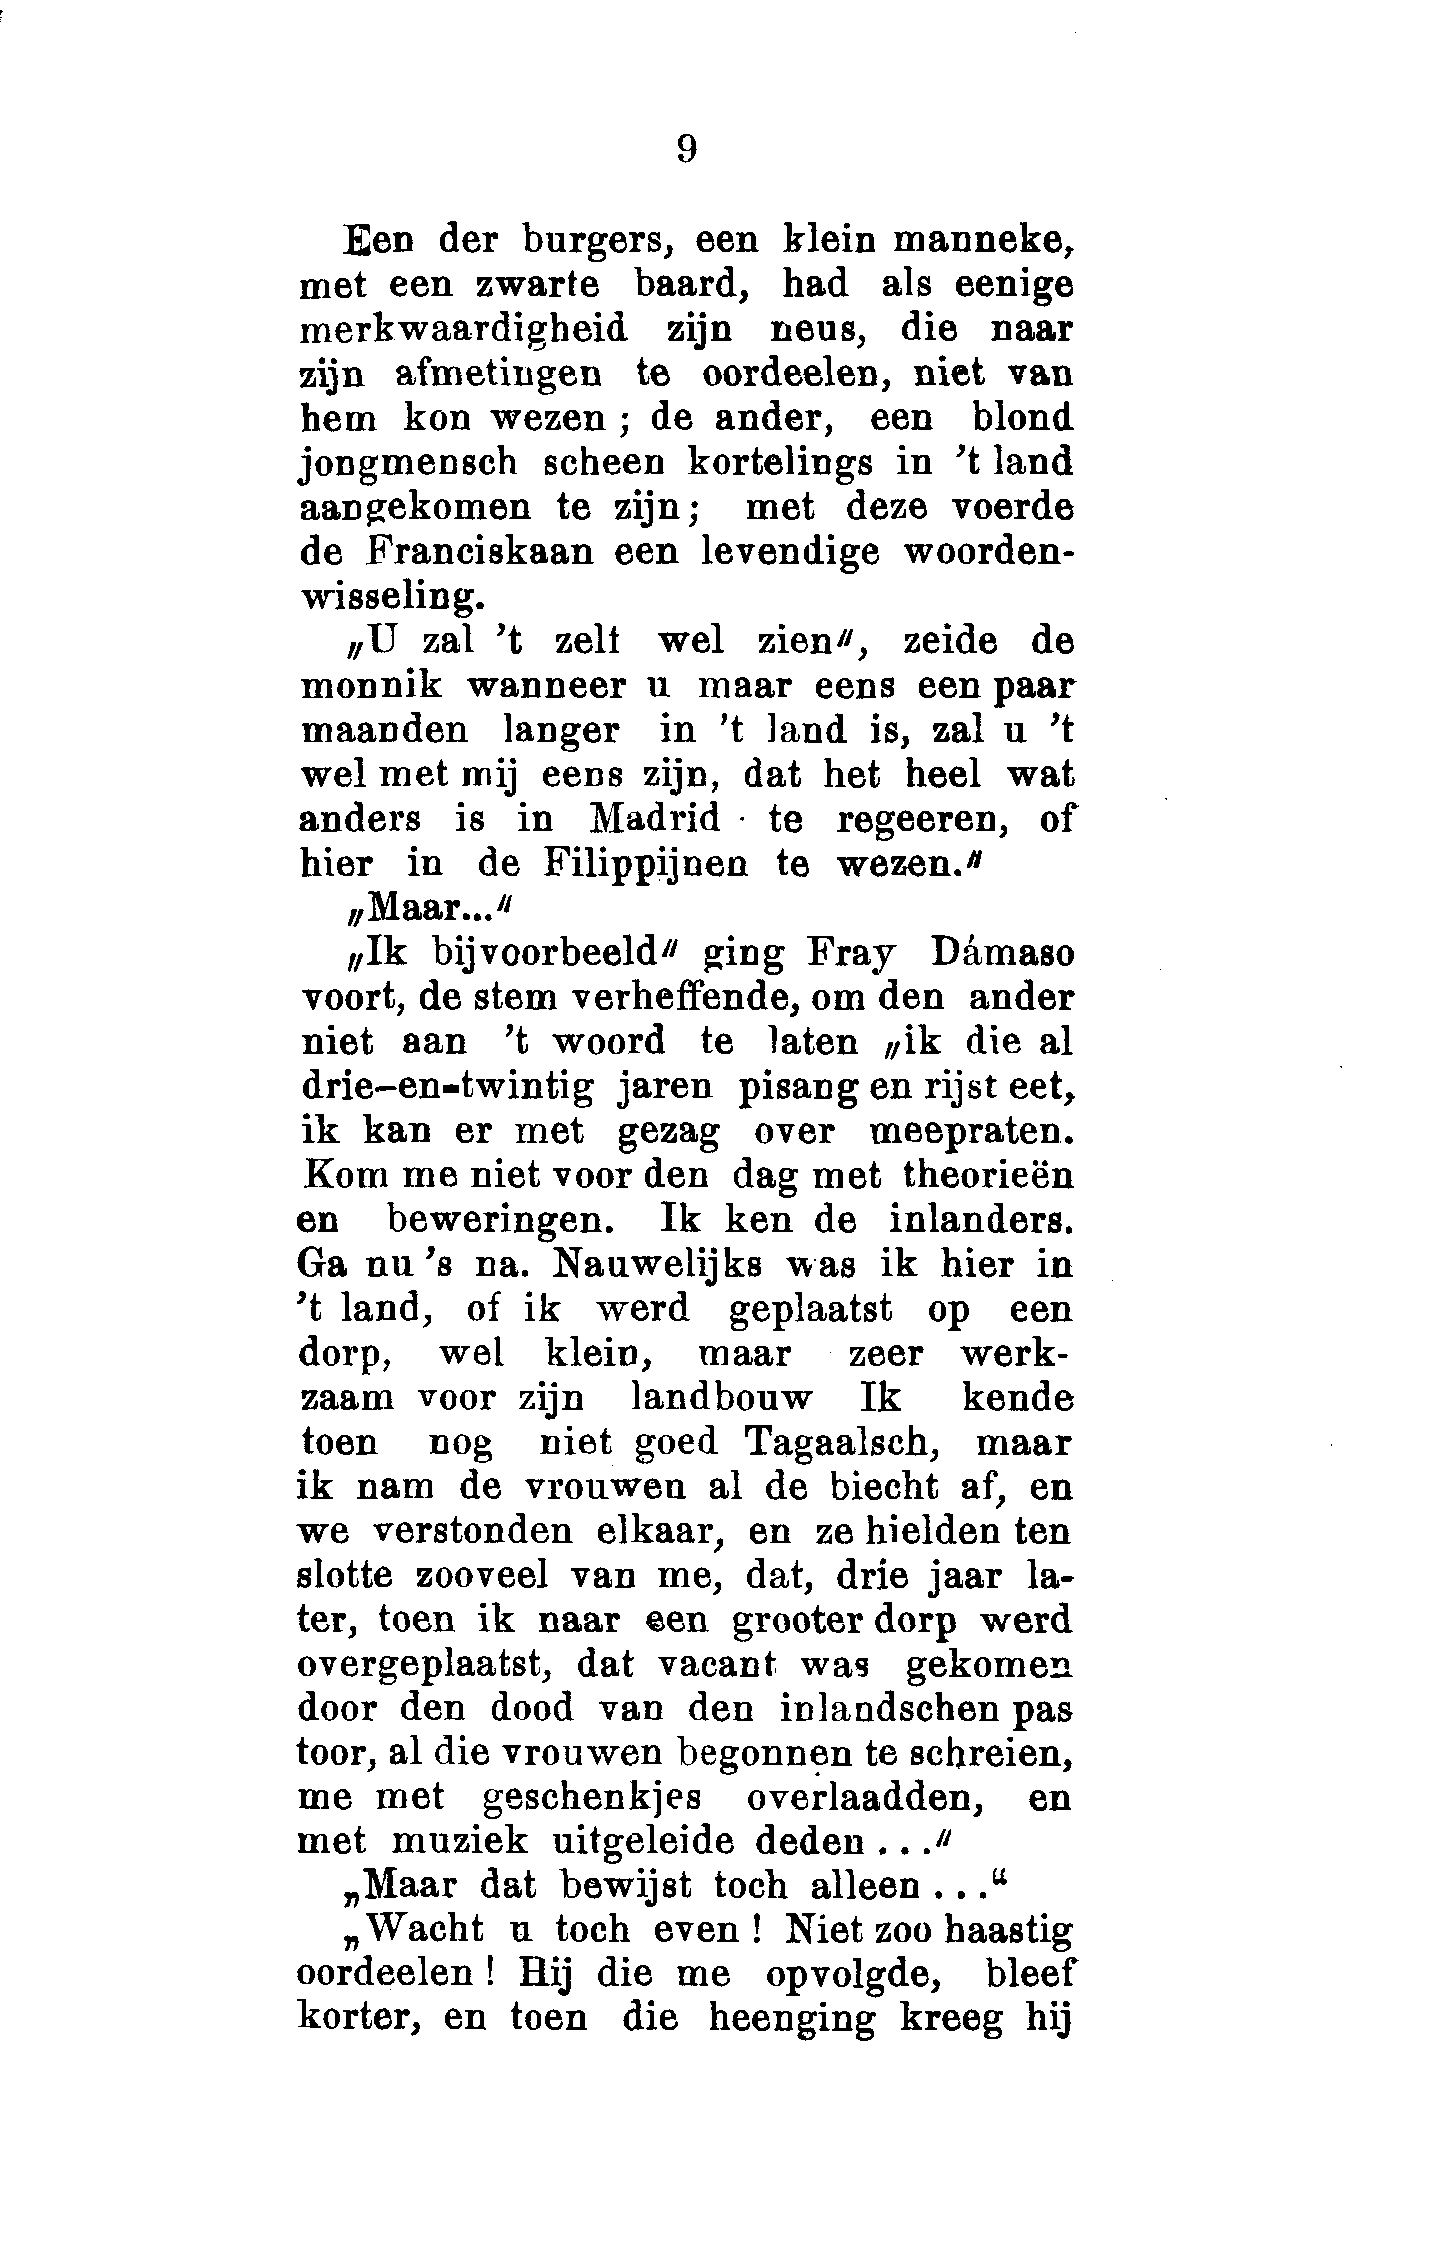 9
Een der burgers, een klein manneke,
met een zwarte baard, had als eenige
merkwaardigheid zijn neus, die naar
zijn afmetingen te oordeelen, niet van
hem kon wezen ; de ander, een blond
jongmensch scheen kortelings in 't land
aangekomen te zijn; met deze voerde
de Franciskaan een levendige woorden-
wisseling.
„U zal 't zelt wel zien", zeide de
monnik wanneer u maar eens een paar
maanden langer in 't land is, zal u 't
wel met mij eens zijn, dat het heel wat
anders is in Madrid te regeeren, of
hier in de Filippijnen te wezen."
„Maar..."
„Ik bijvoorbeeld" ging Fray Dámaso
voort, de stem verheffende, om den ander
niet aan 't woord te laten „ik die al
drie-en-twintig jaren pisang en rijst eet,
ik kan er met gezag over meepraten.
Kom me niet voor den dag met theorieën
en beweringen. Ik ken de inlanders.
Ga nu 's na. Nauwelijks was ik hier in
't land, of ik werd geplaatst op een
dorp, wel klein, maar zeer werk-
zaam voor zijn landbouw Ik kende
toen nog niet goed Tagaalsch, maar
ik nam de vrouwen al de biecht af, en
we verstonden elkaar, en ze hielden ten
slotte zooveel van me, dat, drie jaar la-
ter, toen ik naar een grooter dorp werd
overgeplaatst, dat vacant was gekomen
door den dood van den inlandschen pas
toor, al die vrouwen begonnen te schreien,
me met geschenkjes overlaadden, en
met muziek uitgeleide deden . . ."
„Maar dat bewijst toch alleen . . .“
„Wacht u toch even ! Niet zoo haastig
oordeelen ! Hij die me opvolgde, bleef
korter, en toen die heenging kreeg hij